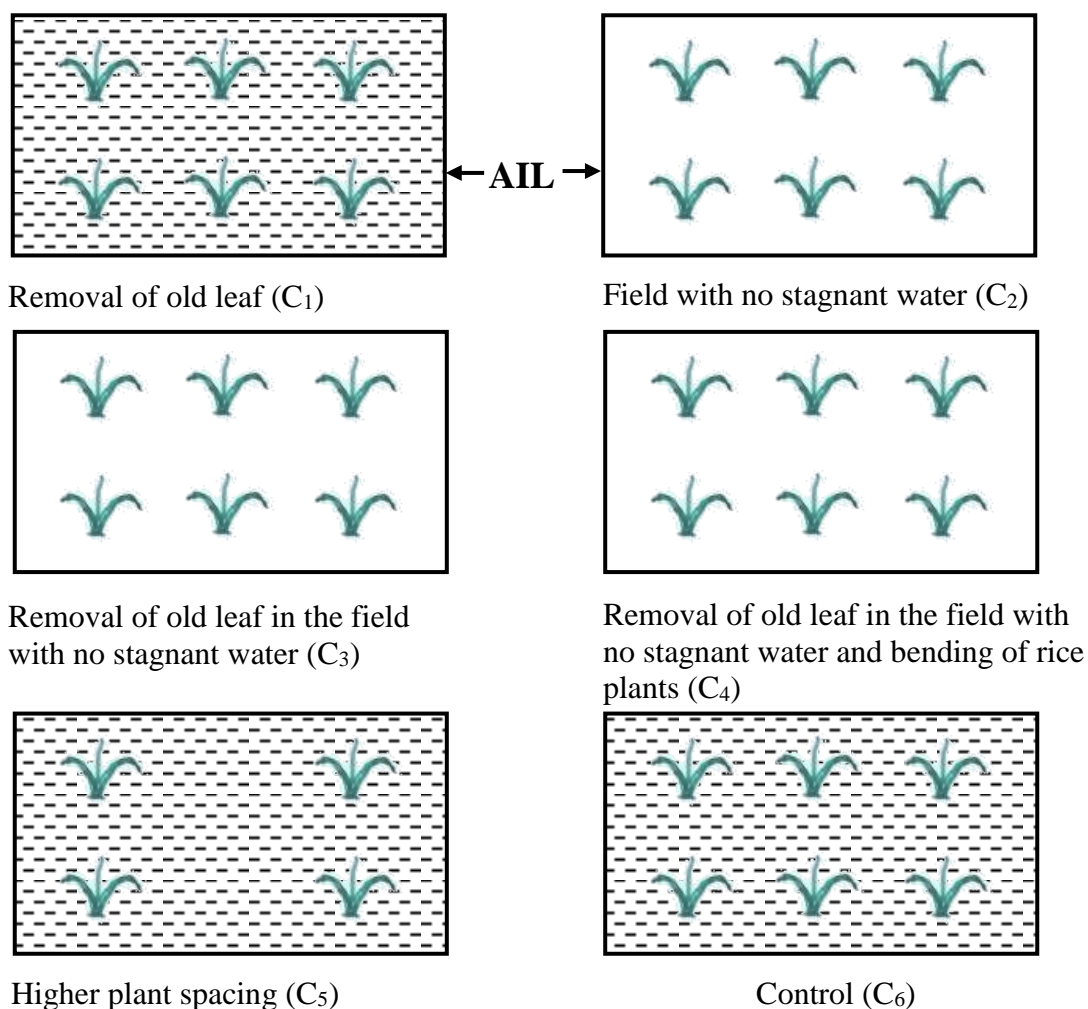 AIL
Removal of old leaf (C₁)
Field with no stagnant water (C₂)
Removal of old leaf in the field
with no stagnant water (C₃)
Removal of old leaf in the field with
no stagnant water and bending of rice
plants (C₄)
Higher plant spacing (C₅)
Control (C₆)